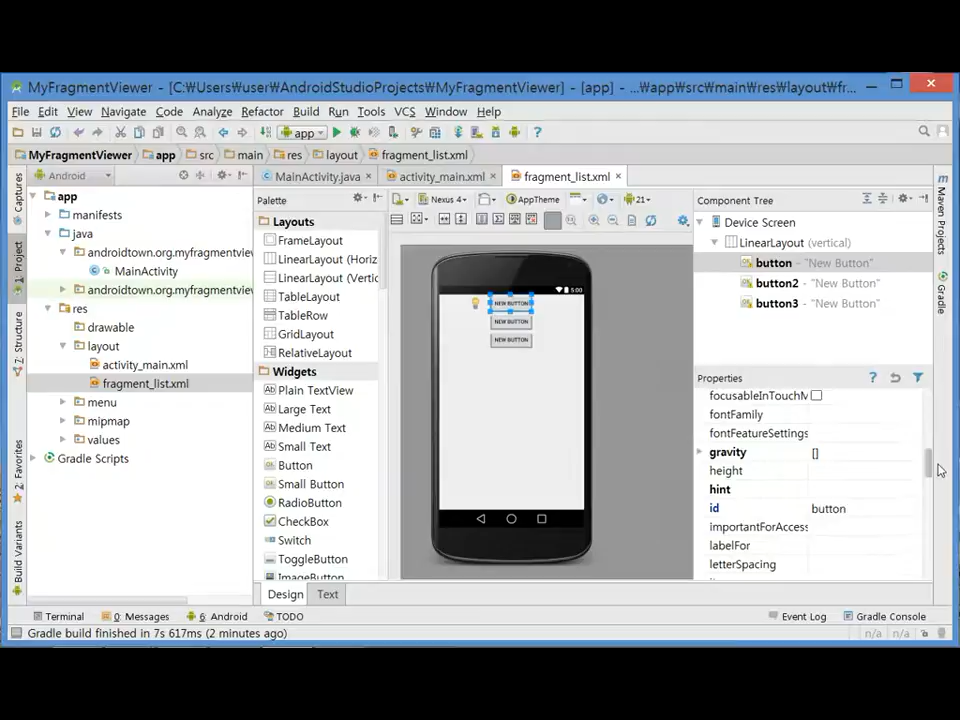 MyFragmentViewer - [C:₩Users₩user₩AndroidStudioProjects₩MyFragmentViewer] - [app] - ...₩app₩src₩main₩res₩layout₩fr...
File Edit View Navigate Code Analyze Refactor Build Run Tools VCS Window Help
app
MyFragmentViewer app src main res layout fragment_list.xml
Android
MainActivity.java
activity_main.xml
fragment_list.xml
Captures
1: Project
7: Structure
2: Favorites
Build Variants
app
manifests
java
androidtown.org.myfragmentvie
MainActivity
androidtown.org.myfragmentvie
res
drawable
layout
activity_main.xml
fragment_list.xml
menu
mipmap
values
Gradle Scripts
Palette
Layouts
FrameLayout
LinearLayout (Horiz
LinearLayout (Vertic
TableLayout
TableRow
GridLayout
RelativeLayout
Widgets
Plain TextView
Large Text
Medium Text
Small Text
Button
Small Button
RadioButton
CheckBox
Switch
ToggleButton
ImageButton
Nexus 4
AppTheme
21
5:00
NEW BUTTON
NEW BUTTON
NEW BUTTON
Design Text
Component Tree
Device Screen
LinearLayout (vertical)
button - "New Button"
button2 - "New Button"
button3 - "New Button"
Properties
focusableInTouchM
fontFamily
fontFeatureSettings
gravity []
height
hint
id button
importantForAccess
labelFor
letterSpacing
Maven Projects
Gradle
Terminal 0: Messages 6: Android TODO Event Log Gradle Console
Gradle build finished in 7s 617ms (2 minutes ago) n/a n/a